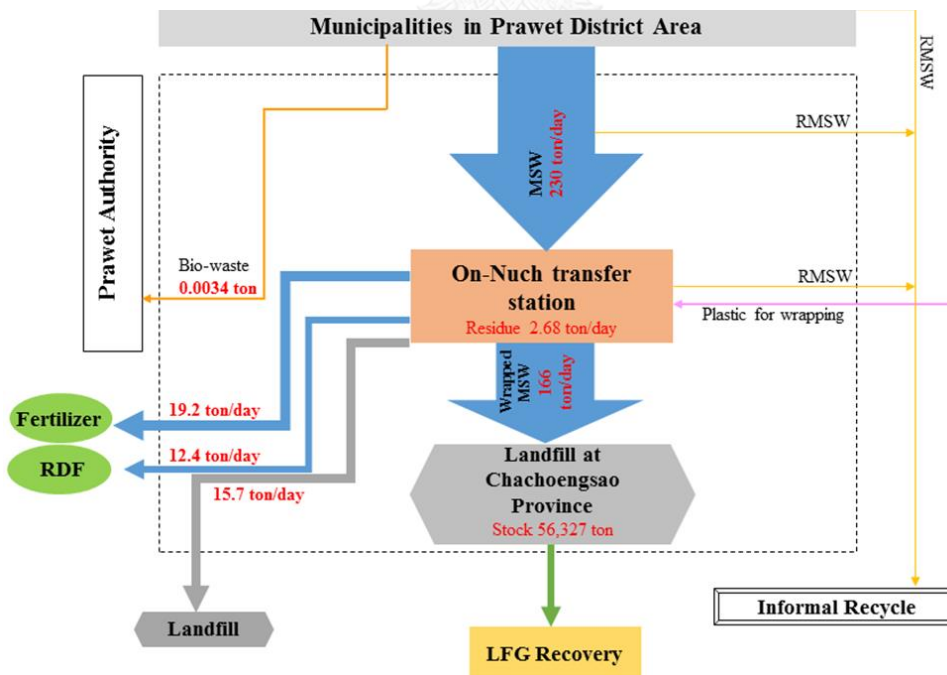 Municipalities in Prawet District Area
RMSW
Prawet Authority
MSW
230 ton/day
RMSW
Bio-waste
0.0034 ton
On-Nuch transfer
station
Residue 2.68 ton/day
RMSW
Plastic for wrapping
Wrapped
MSW
166
ton/day
Fertilizer
19.2 ton/day
RDF
12.4 ton/day
15.7 ton/day
Landfill at
Chachoengsao
Province
Stock 56,327 ton
Informal Recycle
Landfill
LFG Recovery